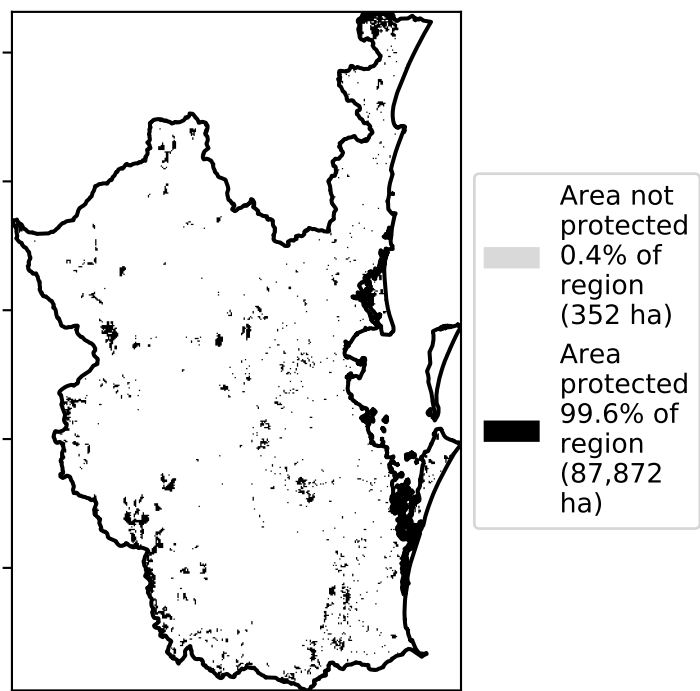 Area not
protected
0.4% of
region
(352 ha)
Area
protected
99.6% of
region
(87,872
ha)